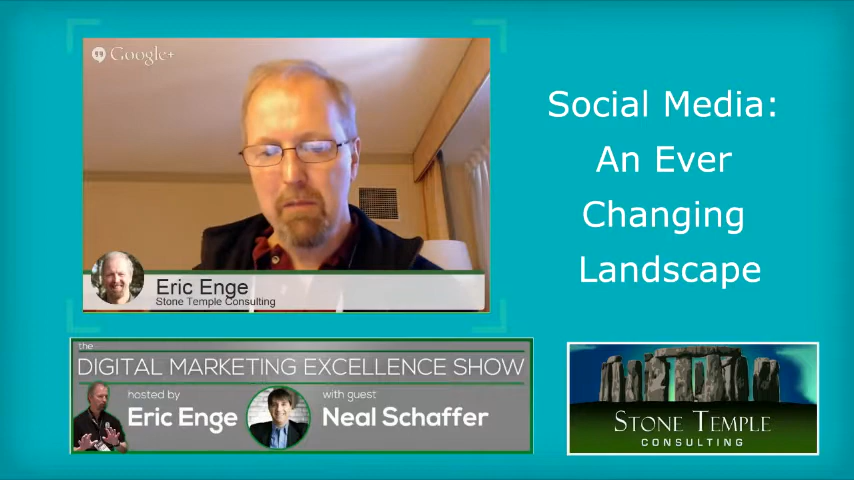 Google+
Social Media:
An Ever
Changing
Landscape
Eric Enge
Stone Temple Consulting
the
DIGITAL MARKETING EXCELLENCE SHOW
hosted by
Eric Enge
with guest
Neal Schaffer
STONE TEMPLE
CONSULTING